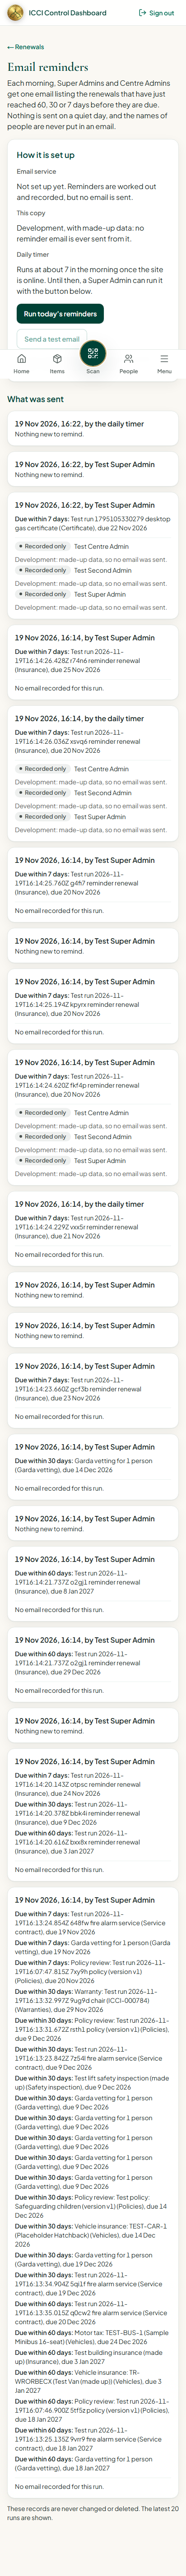 ICCI Control Dashboard
Sign out
← Renewals
Email reminders
Each morning, Super Admins and Centre Admins
get one email listing the renewals that have just
reached 60, 30 or 7 days before they are due.
Nothing is sent on a quiet day, and the names of
people are never put in an email.
How it is set up
Email service
Not set up yet. Reminders are worked out
and recorded, but no email is sent.
This copy
Development, with made-up data: no
reminder email is ever sent from it.
Daily timer
Runs at about 7 in the morning once the site
is online. Until then, a Super Admin can run it
with the button below.
Run today's reminders
Send a test email
Home
Items
Scan
People
Menu
What was sent
19 Nov 2026, 16:22, by the daily timer
Nothing new to remind.
19 Nov 2026, 16:22, by Test Super Admin
Nothing new to remind.
19 Nov 2026, 16:22, by Test Super Admin
Due within 7 days: Test run 1795105330279 desktop
gas certificate (Certificate), due 22 Nov 2026
Recorded only Test Centre Admin
Development: made-up data, so no email was sent.
Recorded only Test Second Admin
Development: made-up data, so no email was sent.
Recorded only Test Super Admin
Development: made-up data, so no email was sent.
19 Nov 2026, 16:14, by Test Super Admin
Due within 7 days: Test run 2026-11-
19T16:14:26.428Z r74ni6 reminder renewal
(Insurance), due 25 Nov 2026
No email recorded for this run.
19 Nov 2026, 16:14, by the daily timer
Due within 7 days: Test run 2026-11-
19T16:14:26.036Z xsvqi6 reminder renewal
(Insurance), due 20 Nov 2026
Recorded only Test Centre Admin
Development: made-up data, so no email was sent.
Recorded only Test Second Admin
Development: made-up data, so no email was sent.
Recorded only Test Super Admin
Development: made-up data, so no email was sent.
19 Nov 2026, 16:14, by Test Super Admin
Due within 7 days: Test run 2026-11-
19T16:14:25.760Z g4fi7 reminder renewal
(Insurance), due 20 Nov 2026
No email recorded for this run.
19 Nov 2026, 16:14, by Test Super Admin
Nothing new to remind.
19 Nov 2026, 16:14, by Test Super Admin
Due within 7 days: Test run 2026-11-
19T16:14:25.194Z kpyrx reminder renewal
(Insurance), due 20 Nov 2026
No email recorded for this run.
19 Nov 2026, 16:14, by Test Super Admin
Due within 7 days: Test run 2026-11-
19T16:14:24.620Z fkf4p reminder renewal
(Insurance), due 20 Nov 2026
Recorded only Test Centre Admin
Development: made-up data, so no email was sent.
Recorded only Test Second Admin
Development: made-up data, so no email was sent.
Recorded only Test Super Admin
Development: made-up data, so no email was sent.
19 Nov 2026, 16:14, by the daily timer
Due within 7 days: Test run 2026-11-
19T16:14:24.229Z vxx5r reminder renewal
(Insurance), due 21 Nov 2026
No email recorded for this run.
19 Nov 2026, 16:14, by Test Super Admin
Nothing new to remind.
19 Nov 2026, 16:14, by Test Super Admin
Nothing new to remind.
19 Nov 2026, 16:14, by Test Super Admin
Due within 7 days: Test run 2026-11-
19T16:14:23.660Z gcf3b reminder renewal
(Insurance), due 23 Nov 2026
No email recorded for this run.
19 Nov 2026, 16:14, by Test Super Admin
Due within 30 days: Garda vetting for 1 person
(Garda vetting), due 14 Dec 2026
No email recorded for this run.
19 Nov 2026, 16:14, by Test Super Admin
Nothing new to remind.
19 Nov 2026, 16:14, by Test Super Admin
Due within 60 days: Test run 2026-11-
19T16:14:21.737Z o2gj1 reminder renewal
(Insurance), due 8 Jan 2027
No email recorded for this run.
19 Nov 2026, 16:14, by Test Super Admin
Due within 60 days: Test run 2026-11-
19T16:14:21.737Z o2gj1 reminder renewal
(Insurance), due 29 Dec 2026
No email recorded for this run.
19 Nov 2026, 16:14, by Test Super Admin
Nothing new to remind.
19 Nov 2026, 16:14, by Test Super Admin
Due within 7 days: Test run 2026-11-
19T16:14:20.143Z otpsc reminder renewal
(Insurance), due 24 Nov 2026
Due within 30 days: Test run 2026-11-
19T16:14:20.378Z bbk4i reminder renewal
(Insurance), due 9 Dec 2026
Due within 60 days: Test run 2026-11-
19T16:14:20.616Z bxx8x reminder renewal
(Insurance), due 3 Jan 2027
No email recorded for this run.
19 Nov 2026, 16:14, by Test Super Admin
Due within 7 days: Test run 2026-11-
19T16:13:24.854Z 648fw fire alarm service (Service
contract), due 19 Nov 2026
Due within 7 days: Garda vetting for 1 person (Garda
vetting), due 19 Nov 2026
Due within 7 days: Policy review: Test run 2026-11-
19T16:07:47.815Z 7xy9h policy (version v1)
(Policies), due 20 Nov 2026
Due within 30 days: Warranty: Test run 2026-11-
19T16:13:32.997Z 9ug9d chair (ICCI-000784)
(Warranties), due 29 Nov 2026
Due within 30 days: Policy review: Test run 2026-11-
19T16:13:31.672Z rsth1 policy (version v1) (Policies),
due 9 Dec 2026
Due within 30 days: Test run 2026-11-
19T16:13:23.842Z 7z54l fire alarm service (Service
contract), due 9 Dec 2026
Due within 30 days: Test lift safety inspection (made
up) (Safety inspection), due 9 Dec 2026
Due within 30 days: Garda vetting for 1 person
(Garda vetting), due 9 Dec 2026
Due within 30 days: Garda vetting for 1 person
(Garda vetting), due 9 Dec 2026
Due within 30 days: Garda vetting for 1 person
(Garda vetting), due 9 Dec 2026
Due within 30 days: Garda vetting for 1 person
(Garda vetting), due 9 Dec 2026
Due within 30 days: Policy review: Test policy:
Safeguarding children (version v1) (Policies), due 14
Dec 2026
Due within 30 days: Vehicle insurance: TEST-CAR-1
(Placeholder Hatchback) (Vehicles), due 14 Dec
2026
Due within 30 days: Garda vetting for 1 person
(Garda vetting), due 19 Dec 2026
Due within 30 days: Test run 2026-11-
19T16:13:34.904Z 5qi1f fire alarm service (Service
contract), due 19 Dec 2026
Due within 60 days: Test run 2026-11-
19T16:13:35.015Z q0cw2 fire alarm service (Service
contract), due 20 Dec 2026
Due within 60 days: Motor tax: TEST-BUS-1 (Sample
Minibus 16-seat) (Vehicles), due 24 Dec 2026
Due within 60 days: Test building insurance (made
up) (Insurance), due 3 Jan 2027
Due within 60 days: Vehicle insurance: TR-
WRORBECX (Test Van (made up)) (Vehicles), due 3
Jan 2027
Due within 60 days: Policy review: Test run 2026-11-
19T16:07:46.900Z 5tf5z policy (version v1) (Policies),
due 18 Jan 2027
Due within 60 days: Test run 2026-11-
19T16:13:25.135Z 9vrr9 fire alarm service (Service
contract), due 18 Jan 2027
Due within 60 days: Garda vetting for 1 person
(Garda vetting), due 18 Jan 2027
No email recorded for this run.
These records are never changed or deleted. The latest 20
runs are shown.